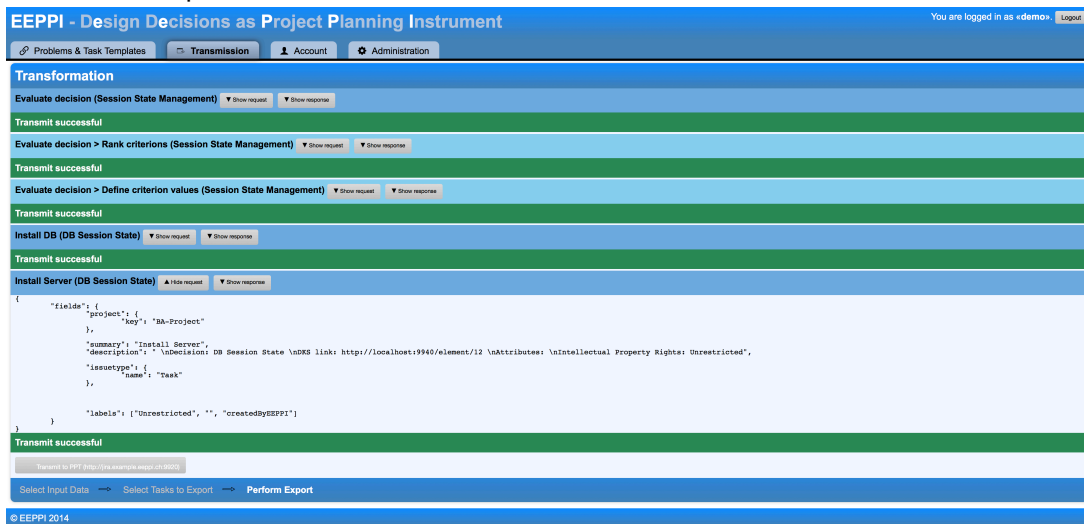 EEPPI - Design Decisions as Project Planning Instrument
You are logged in as «demo». Logout
Problems & Task Templates Transmission Account Administration
Transformation
Evaluate decision (Session State Management) ▼ Show request ▼ Show response
Transmit successful
Evaluate decision > Rank criterions (Session State Management) ▼ Show request ▼ Show response
Transmit successful
Evaluate decision > Define criterion values (Session State Management) ▼ Show request ▼ Show response
Transmit successful
Install DB (DB Session State) ▼ Show request ▼ Show response
Transmit successful
Install Server (DB Session State) ▲ Hide request ▼ Show response
{
"fields": {
"project": {
"key": "BA-Project"
},
"summary": "Install Server",
"description": " \nDecision: DB Session State \nDKS link: http://localhost:9940/element/12 \nAttributes: \nIntellectual Property Rights: Unrestricted",
"issuetype": {
"name": "Task"
},
"labels": ["Unrestricted", "", "createdByEEPPI"]
}
}
Transmit successful
Transmit to PPT (http://jira.example.eeppi.ch:9920)
Select Input Data Select Tasks to Export Perform Export
© EEPPI 2014